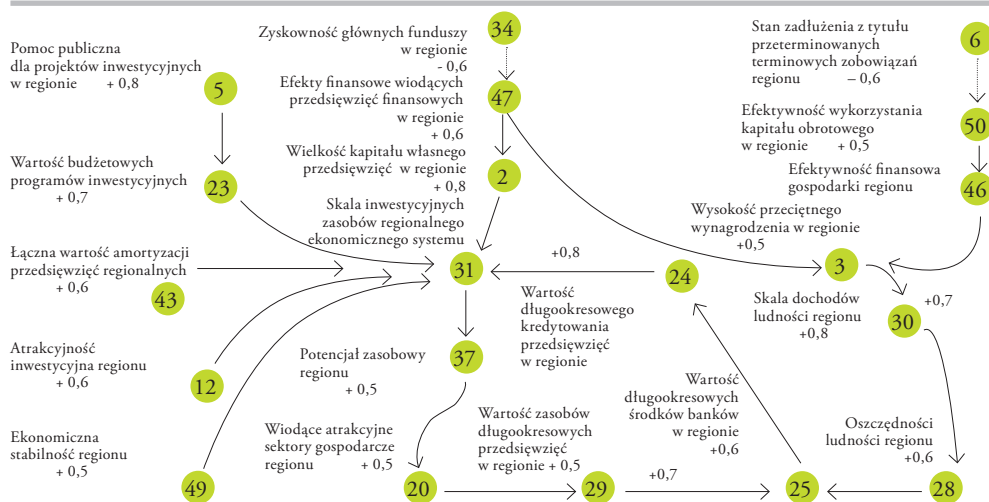 Pomoc publiczna
dla projektów inwestycyjnych
w regionie + 0,8
5
Zyskowność głównych funduszy
w regionie
- 0,6
34
Efekty finansowe wiodących
przedsięwzięć finansowych
w regionie
+ 0,6
47
Stan zadłużenia z tytułu
przeterminowanych
terminowych zobowiązań
regionu – 0,6
6
Efektywność wykorzystania
kapitału obrotowego
w regionie + 0,5
50
Wartość budżetowych
programów inwestycyjnych
+ 0,7
23
Wielkość kapitału własnego
przedsięwzięć w regionie
+ 0,8
2
Efektywność finansowa
gospodarki regionu
46
Skala inwestycyjnych
zasobów regionalnego
ekonomicznego systemu
31
Wysokość przeciętnego
wynagrodzenia w regionie
+0,5
3
Łączna wartość amortyzacji
przedsięwzięć regionalnych
+ 0,6
43
+0,8
24
Wartość
długookresowego
kredytowania
przedsięwzięć
w regionie
Skala dochodów
ludności regionu
+0,8
30
+0,7
Atrakcyjność
inwestycyjna regionu
+ 0,6
12
Potencjał zasobowy
regionu
+ 0,5
37
Wartość
długookresowych
środków banków
w regionie
+0,6
Ekonomiczna
stabilność regionu
+ 0,5
49
Wiodące atrakcyjne
sektory gospodarcze
regionu + 0,5
20
Wartość zasobów
długookresowych
przedsięwzięć
w regionie + 0,5
29
+0,7
25
Oszczędności
ludności regionu
+0,6
28